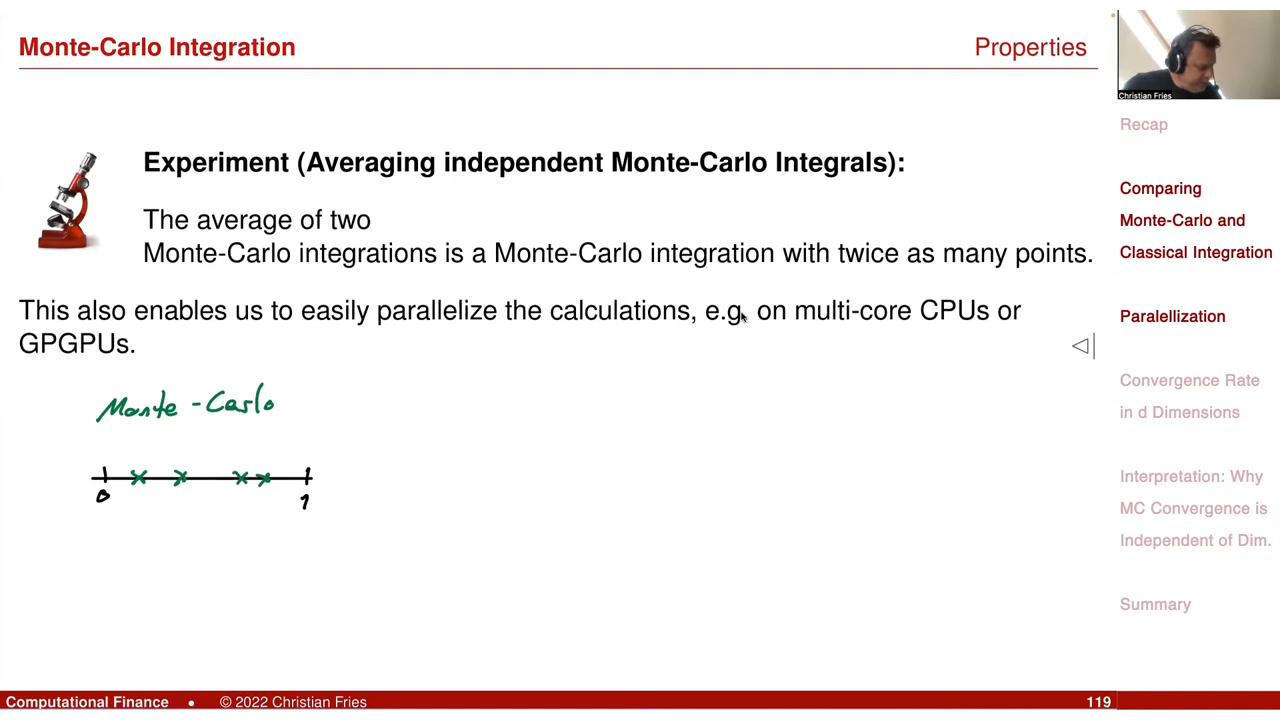 Monte-Carlo Integration
Properties
Christian Fries
Experiment (Averaging independent Monte-Carlo Integrals):
The average of two
Monte-Carlo integrations is a Monte-Carlo integration with twice as many points.
This also enables us to easily parallelize the calculations, e.g. on multi-core CPUs or
GPGPUs.
Monte - Carlo
0 1
Recap
Comparing
Monte-Carlo and
Classical Integration
Paralellization
Convergence Rate
in d Dimensions
Interpretation: Why
MC Convergence is
Independent of Dim.
Summary
Computational Finance • © 2022 Christian Fries 119